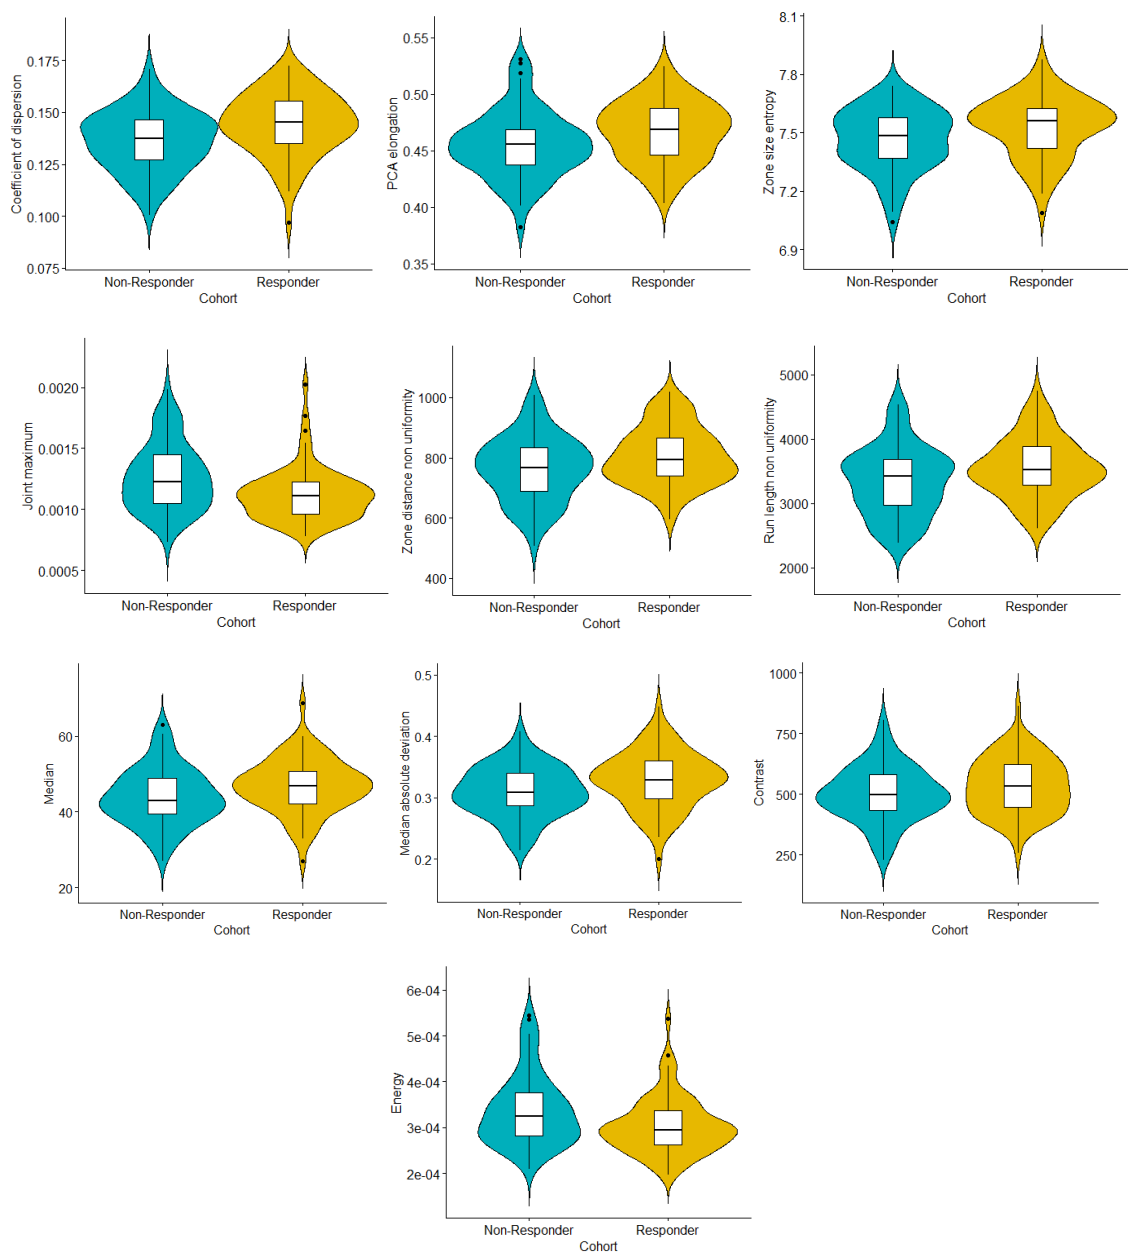 Coefficient of dispersion
0.175
0.150
0.125
0.100
0.075
Non-Responder Responder
Cohort
PCA elongation
0.55
0.50
0.45
0.40
0.35
Non-Responder Responder
Cohort
Zone size entropy
8.1
7.8
7.5
7.2
6.9
Non-Responder Responder
Cohort
Joint maximum
0.0020
0.0015
0.0010
0.0005
Non-Responder Responder
Cohort
Zone distance non uniformity
1000
800
600
400
Non-Responder Responder
Cohort
Run length non uniformity
5000
4000
3000
2000
Non-Responder Responder
Cohort
Median
60
40
20
Non-Responder Responder
Cohort
Median absolute deviation
0.5
0.4
0.3
0.2
Non-Responder Responder
Cohort
Contrast
1000
750
500
250
Non-Responder Responder
Cohort
Energy
6e-04
5e-04
4e-04
3e-04
2e-04
Non-Responder Responder
Cohort